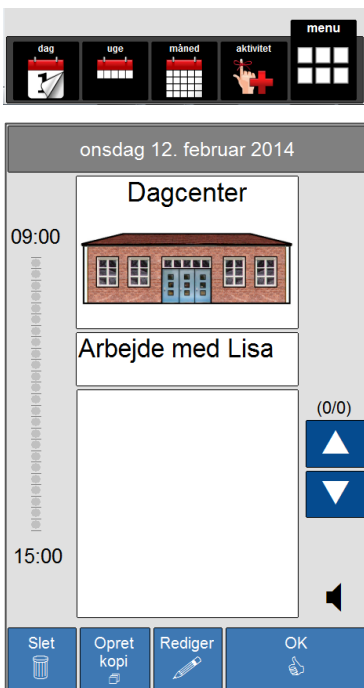 dag
uge
måned
aktivitet
menu
1
onsdag 12. februar 2014
Dagcenter
09:00
Arbejde med Lisa
(0/0)
15:00
Slet
Opret
kopi
Rediger
OK